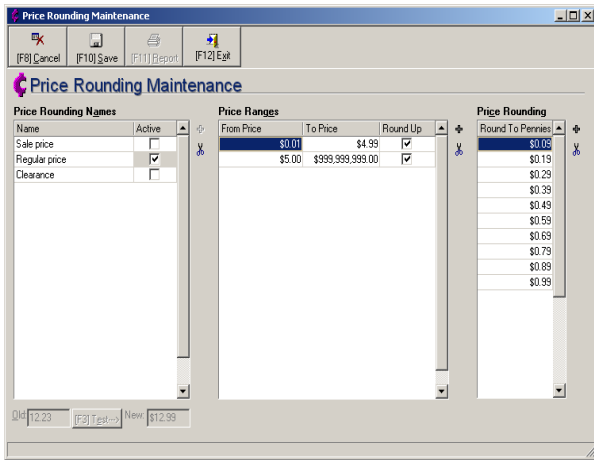 Price Rounding Maintenance
[F8] Cancel [F10] Save [F11] Report [F12] Exit
Price Rounding Maintenance
Price Rounding Names Price Ranges Price Rounding
Name Active From Price To Price Round Up Round To Pennies
Sale price $0.01 $4.99 $0.09
Regular price $5.00 $999,999,999.00 $0.19
Clearance $0.29
$0.39
$0.49
$0.59
$0.69
$0.79
$0.89
$0.99
Old: 12.23 [F3] Test--> New: $12.99